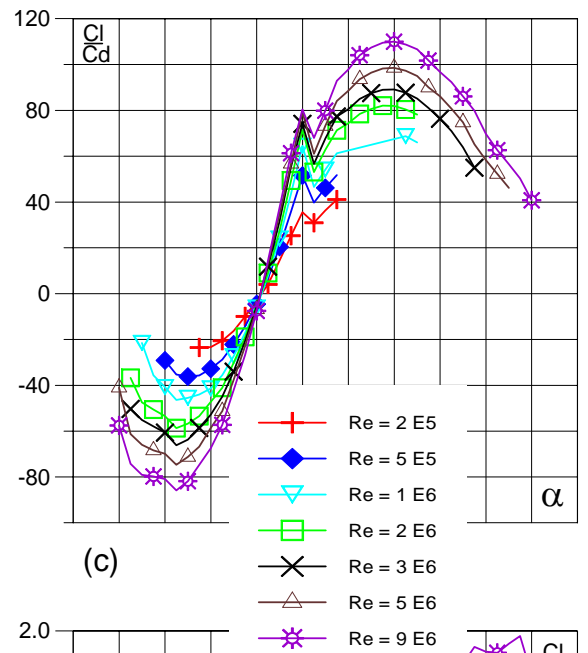 120
Cl
Cd
80
40
0
-40
-80
α
(c)
Re = 2 E5
Re = 5 E5
Re = 1 E6
Re = 2 E6
Re = 3 E6
Re = 5 E6
Re = 9 E6
2.0
Cl